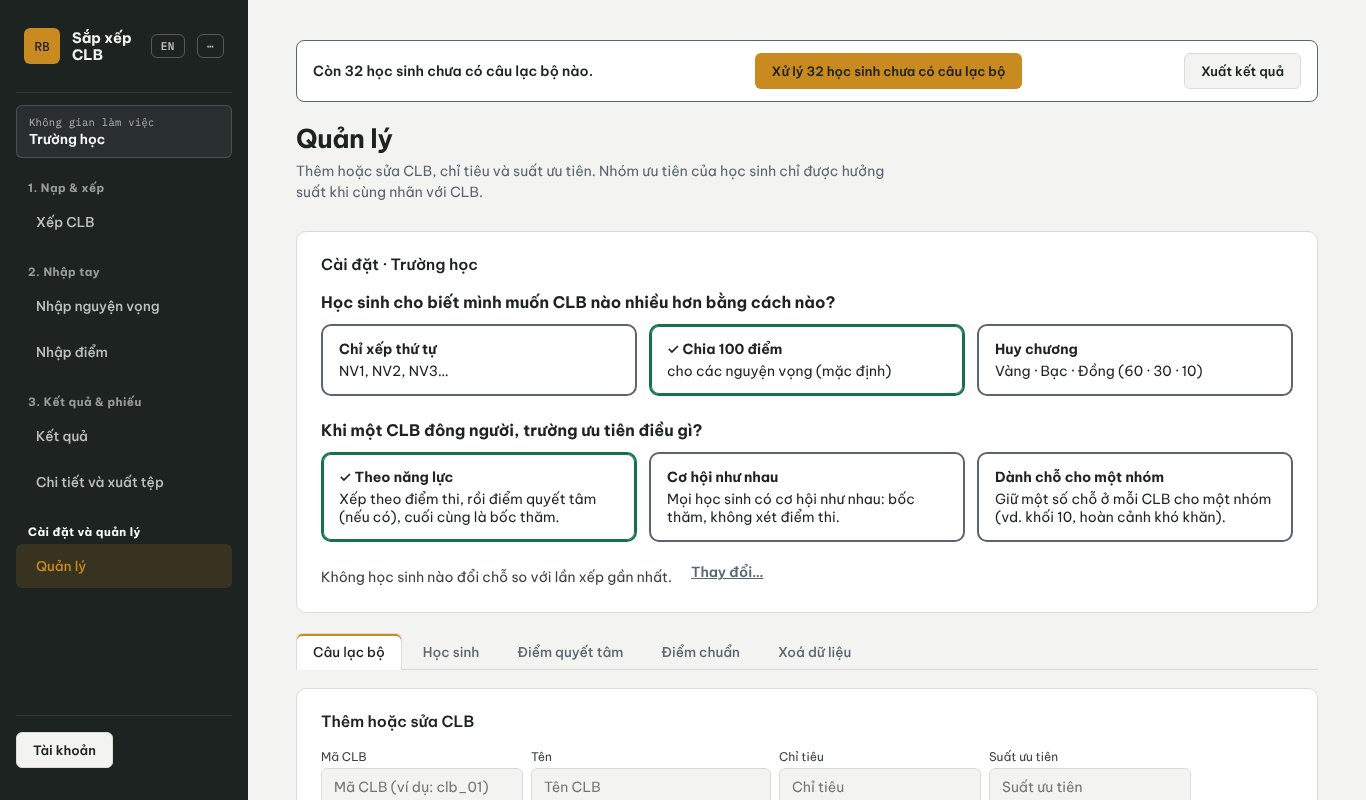 RB
Sắp xếp
CLB
EN
…
Không gian làm việc
Trường học
1. Nạp & xếp
Xếp CLB
2. Nhập tay
Nhập nguyện vọng
Nhập điểm
3. Kết quả & phiếu
Kết quả
Chi tiết và xuất tệp
Cài đặt và quản lý
Quản lý
Tài khoản
Còn 32 học sinh chưa có câu lạc bộ nào.
Xử lý 32 học sinh chưa có câu lạc bộ
Xuất kết quả
Quản lý
Thêm hoặc sửa CLB, chỉ tiêu và suất ưu tiên. Nhóm ưu tiên của học sinh chỉ được hưởng
suất khi cùng nhãn với CLB.
Cài đặt · Trường học
Học sinh cho biết mình muốn CLB nào nhiều hơn bằng cách nào?
Chỉ xếp thứ tự
NV1, NV2, NV3…
✓ Chia 100 điểm
cho các nguyện vọng (mặc định)
Huy chương
Vàng · Bạc · Đồng (60 · 30 · 10)
Khi một CLB đông người, trường ưu tiên điều gì?
✓ Theo năng lực
Xếp theo điểm thi, rồi điểm quyết tâm
(nếu có), cuối cùng là bốc thăm.
Cơ hội như nhau
Mọi học sinh có cơ hội như nhau: bốc
thăm, không xét điểm thi.
Dành chỗ cho một nhóm
Giữ một số chỗ ở mỗi CLB cho một nhóm
(vd. khối 10, hoàn cảnh khó khăn).
Không học sinh nào đổi chỗ so với lần xếp gần nhất.
Thay đổi…
Câu lạc bộ
Học sinh
Điểm quyết tâm
Điểm chuẩn
Xoá dữ liệu
Thêm hoặc sửa CLB
Mã CLB
Tên
Chỉ tiêu
Suất ưu tiên
Mã CLB (ví dụ: clb_01)
Tên CLB
Chỉ tiêu
Suất ưu tiên